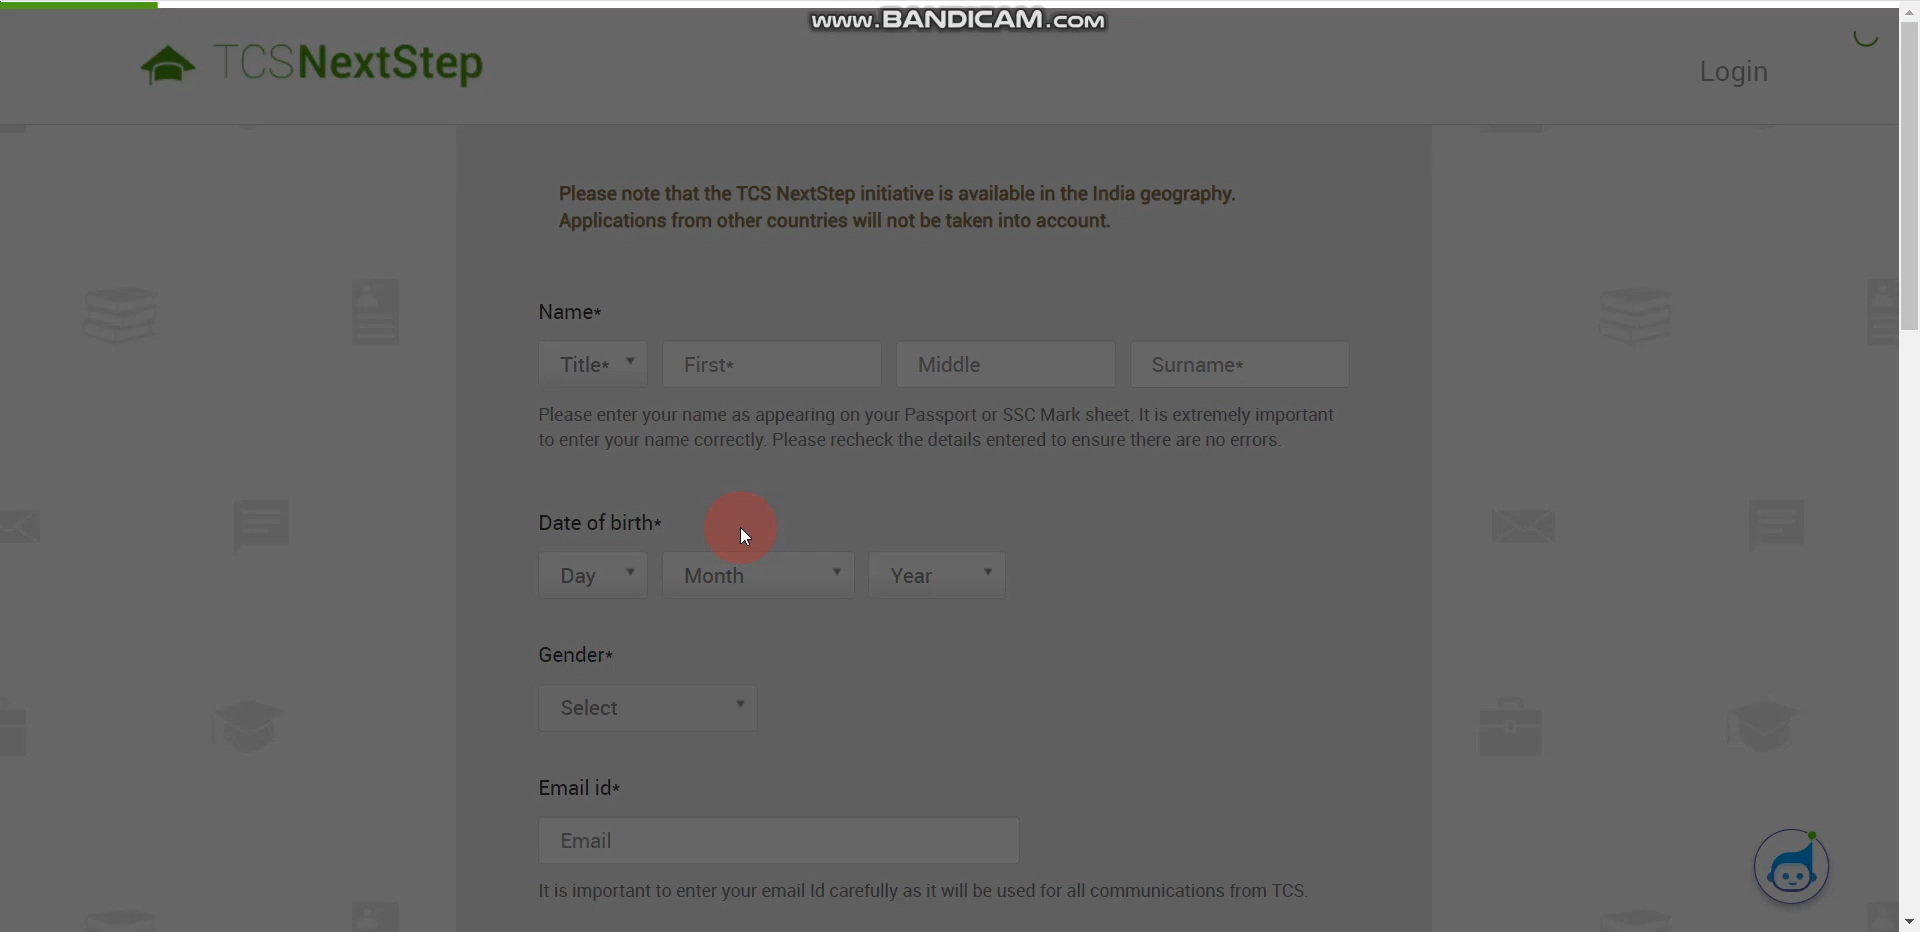 www.BANDICAM.com
TCSNextStep
Login
Please note that the TCS NextStep initiative is available in the India geography.
Applications from other countries will not be taken into account.
Name*
Title* First* Middle Surname*
Please enter your name as appearing on your Passport or SSC Mark sheet. It is extremely important
to enter your name correctly. Please recheck the details entered to ensure there are no errors.
Date of birth*
Day Month Year
Gender*
Select
Email id*
Email
It is important to enter your email Id carefully as it will be used for all communications from TCS.